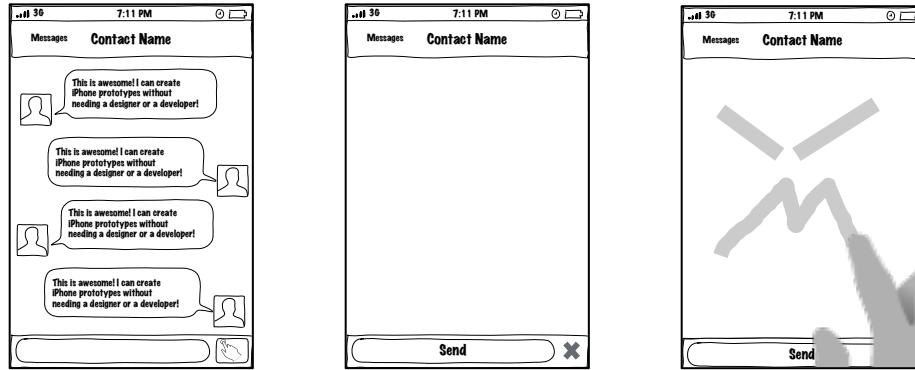 3G 7:11 PM
Messages Contact Name
This is awesome! I can create
iPhone prototypes without
needing a designer or a developer!
This is awesome! I can create
iPhone prototypes without
needing a designer or a developer!
This is awesome! I can create
iPhone prototypes without
needing a designer or a developer!
This is awesome! I can create
iPhone prototypes without
needing a designer or a developer!
3G 7:11 PM
Messages Contact Name
Send
3G 7:11 PM
Messages Contact Name
Send